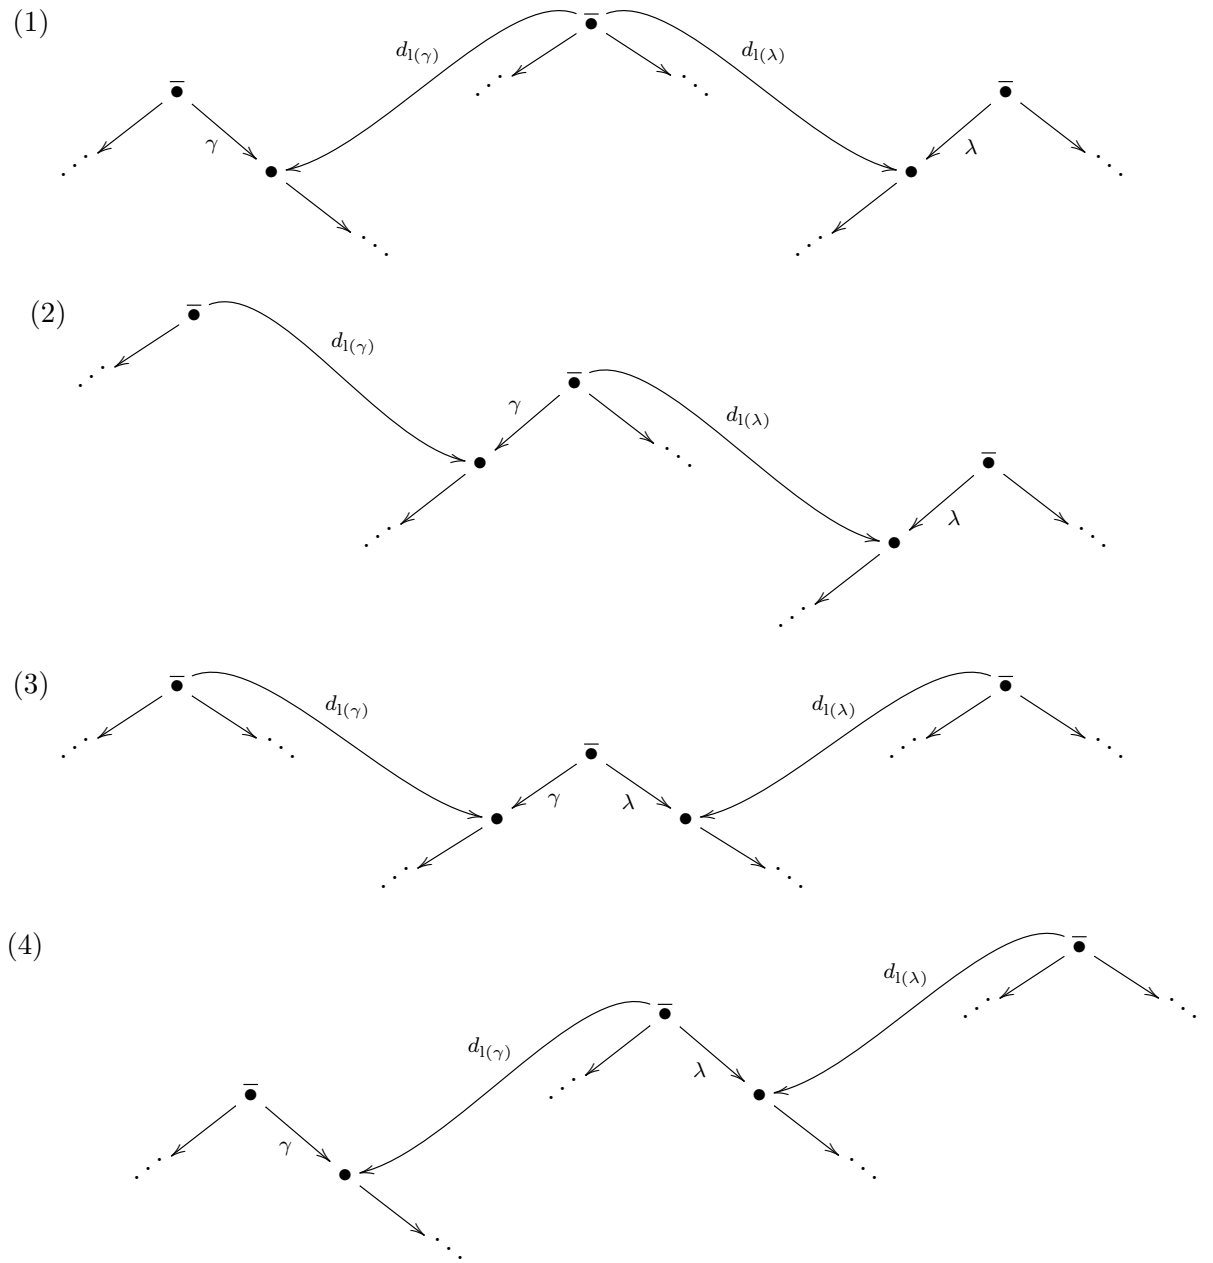 (1)
d_{l(γ)} d_{l(λ)}
γ λ
(2)
d_{l(γ)}
γ d_{l(λ)}
λ
(3)
d_{l(γ)} d_{l(λ)}
γ λ
(4)
d_{l(λ)}
d_{l(γ)}
λ
γ